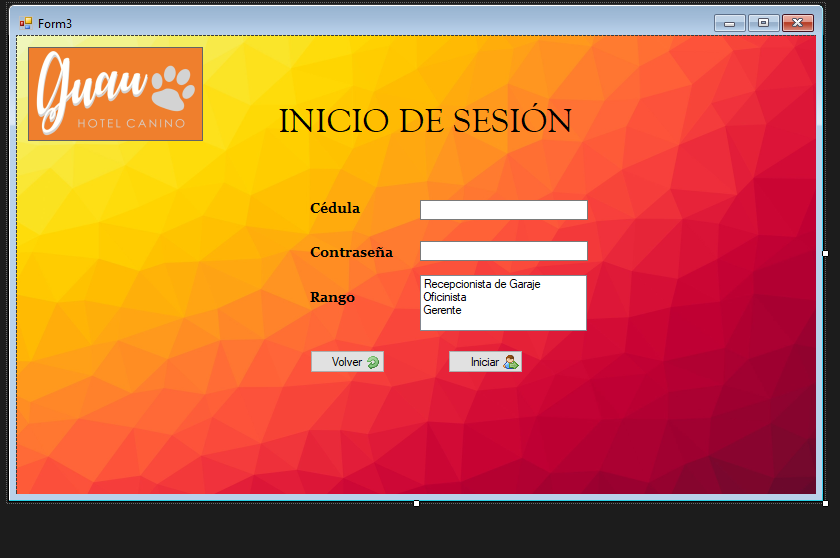 Form3
Guau
HOTEL CANINO
INICIO DE SESIÓN
Cédula
Contraseña
Rango
Recepcionista de Garaje
Oficinista
Gerente
Volver
Iniciar